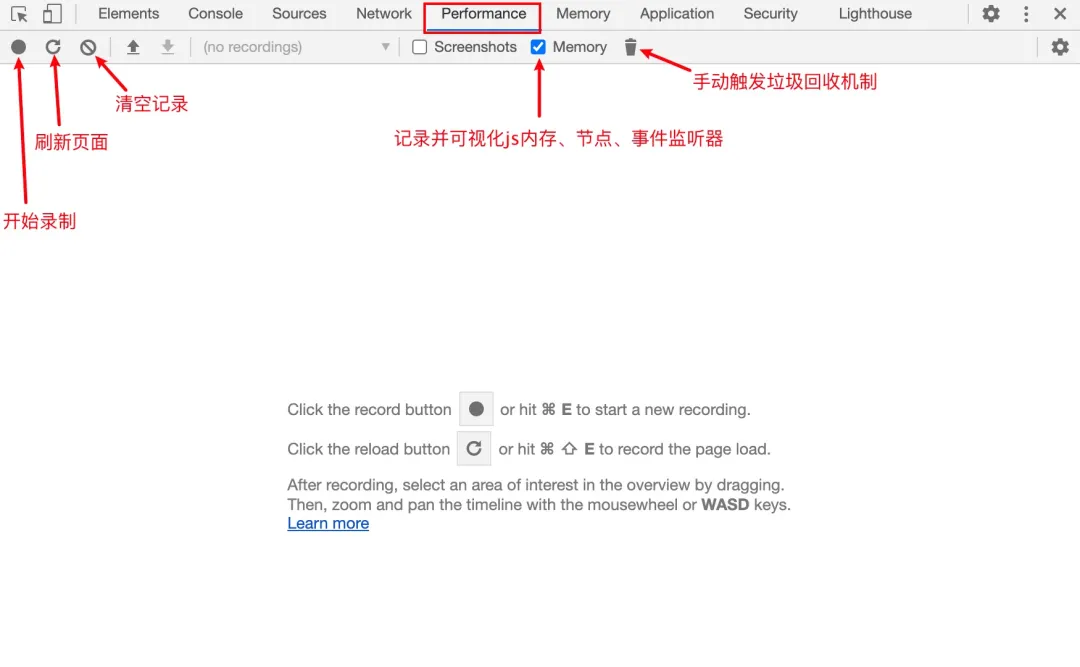 Elements Console Sources Network Performance Memory Application Security Lighthouse
(no recordings) Screenshots Memory
手动触发垃圾回收机制
清空记录
记录并可视化js内存、节点、事件监听器
刷新页面
开始录制
Click the record button or hit ⌘ E to start a new recording.
Click the reload button or hit ⌘ ⇧ E to record the page load.
After recording, select an area of interest in the overview by dragging.
Then, zoom and pan the timeline with the mousewheel or WASD keys.
Learn more